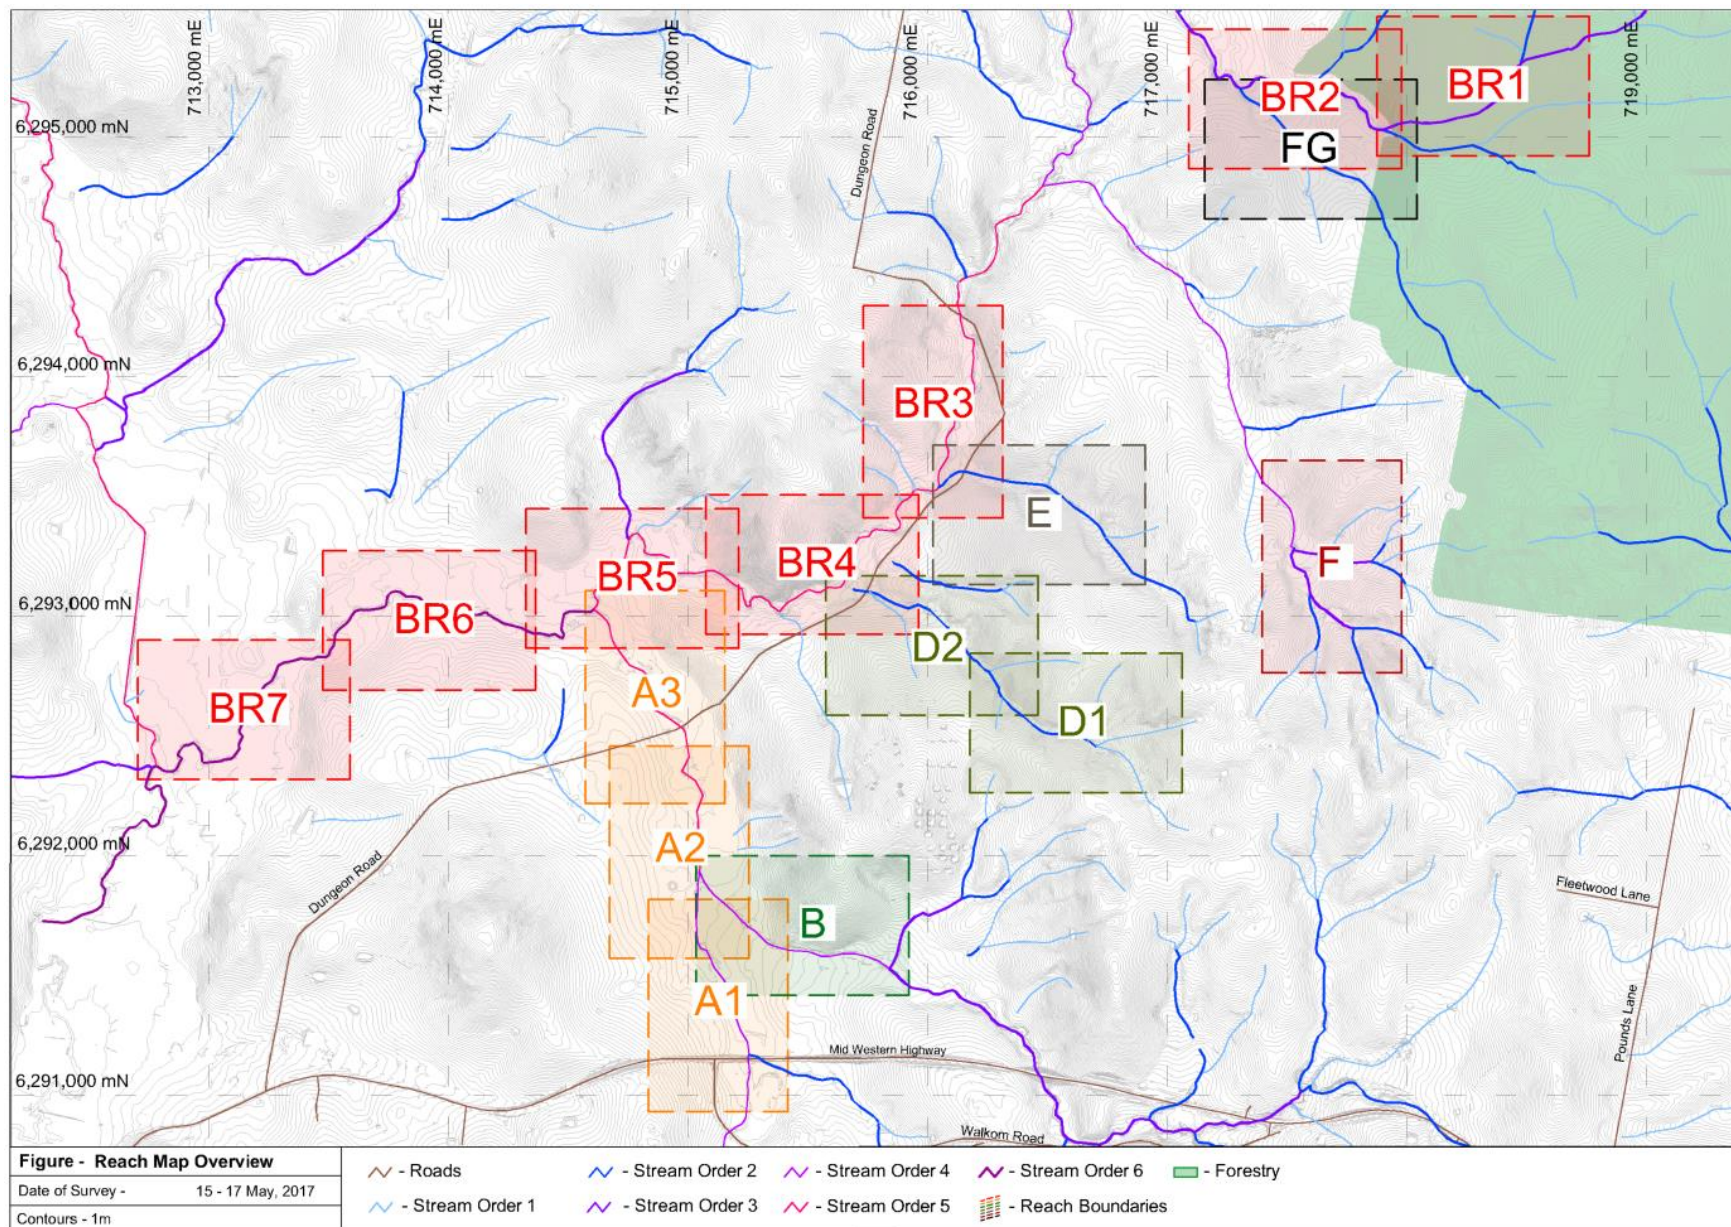 713,000 mE
714,000 mE
715,000 mE
716,000 mE
717,000 mE
719,000 mE
6,295,000 mN
6,294,000 mN
6,293,000 mN
6,292,000 mN
6,291,000 mN
Dungeon Road
BR2
BR1
FG
BR3
E
BR4
F
BR5
BR6
D2
A3
BR7
D1
A2
Dungeon Road
B
Fleetwood Lane
A1
Pounds Lane
Mid Western Highway
Walkom Road
Figure - Reach Map Overview
Date of Survey - 15 - 17 May, 2017
Contours - 1m
- Roads
- Stream Order 1
- Stream Order 2
- Stream Order 3
- Stream Order 4
- Stream Order 5
- Stream Order 6
- Reach Boundaries
- Forestry